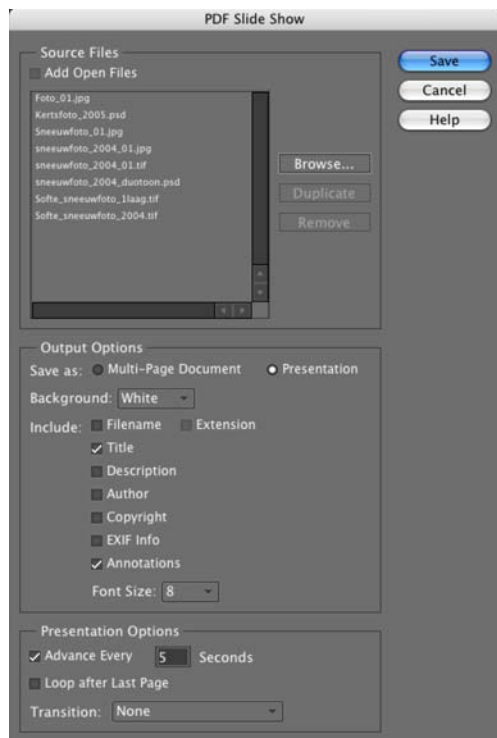 PDF Slide Show
Source Files
Add Open Files
Foto_01.jpg
Kertsfoto_2005.psd
Sneeuwfoto_01.jpg
sneeuwfoto_2004_01.jpg
sneeuwfoto_2004_01.tif
sneeuwfoto_2004_duotoon.psd
Softe_sneeuwfoto_1laag.tif
Softe_sneeuwfoto_2004.tif
Browse...
Duplicate
Remove
Save
Cancel
Help
Output Options
Save as: Multi-Page Document Presentation
Background: White
Include: Filename Extension
Title
Description
Author
Copyright
EXIF Info
Annotations
Font Size: 8
Presentation Options
Advance Every 5 Seconds
Loop after Last Page
Transition: None